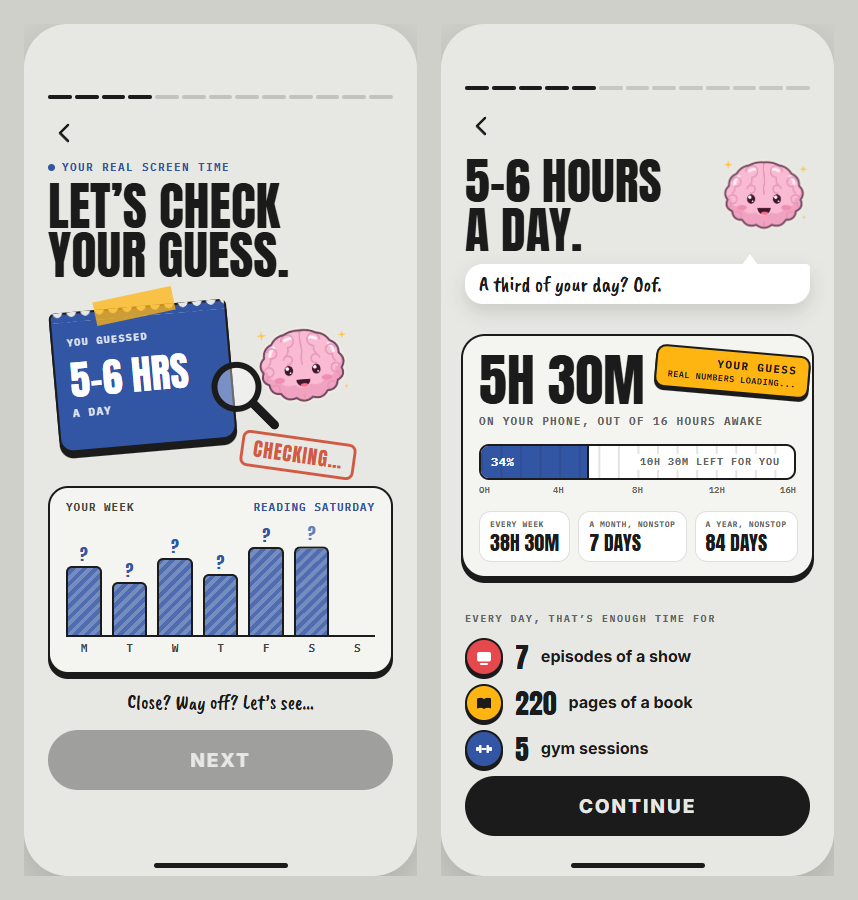 YOUR REAL SCREEN TIME
LET'S CHECK
YOUR GUESS.
YOU GUESSED
5-6 HRS
A DAY
CHECKING...
YOUR WEEK
READING SATURDAY
? ? ? ? ? ?
M T W T F S S
Close? Way off? Let's see...
NEXT
5-6 HOURS
A DAY.
A third of your day? Oof.
5H 30M
YOUR GUESS
REAL NUMBERS LOADING...
ON YOUR PHONE, OUT OF 16 HOURS AWAKE
34%
10H 30M LEFT FOR YOU
0H 4H 8H 12H 16H
EVERY WEEK
38H 30M
A MONTH, NONSTOP
7 DAYS
A YEAR, NONSTOP
84 DAYS
EVERY DAY, THAT'S ENOUGH TIME FOR
7 episodes of a show
220 pages of a book
5 gym sessions
CONTINUE